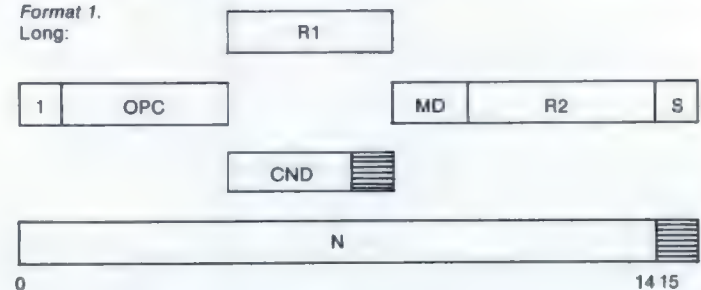 Format 1.
Long:
R1
1 OPC MD R2 S
CND
N
0 14 15